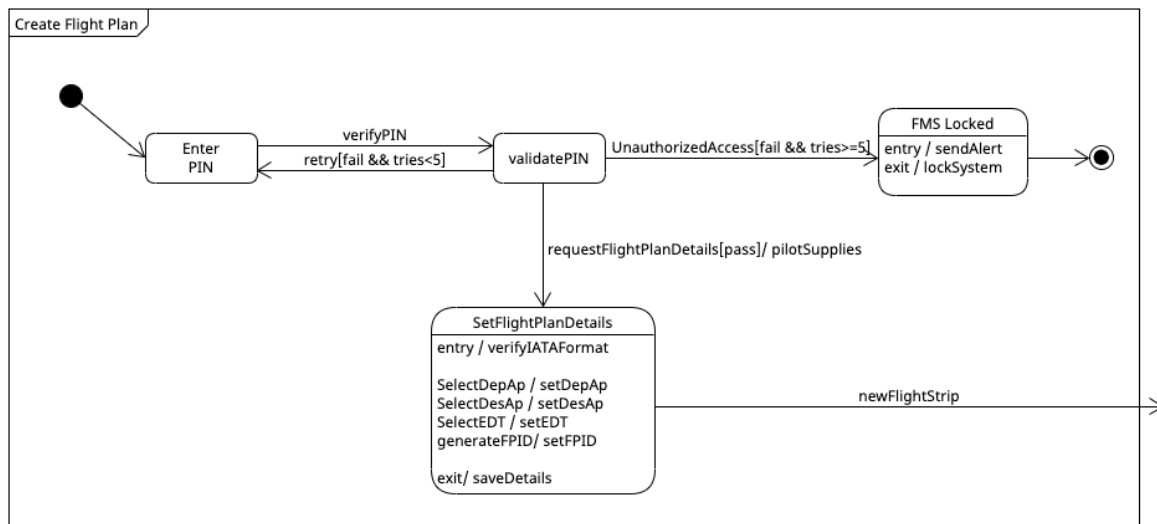 Create Flight Plan
Enter
PIN
verifyPIN
retry[fail && tries<5]
validatePIN
UnauthorizedAccess[fail && tries>=5]
FMS Locked
entry / sendAlert
exit / lockSystem
requestFlightPlanDetails[pass]/ pilotSupplies
SetFlightPlanDetails
entry / verifyIATAFormat
SelectDepAp / setDepAp
SelectDesAp / setDesAp
SelectEDT / setEDT
generateFPID/ setFPID
exit/ saveDetails
newFlightStrip